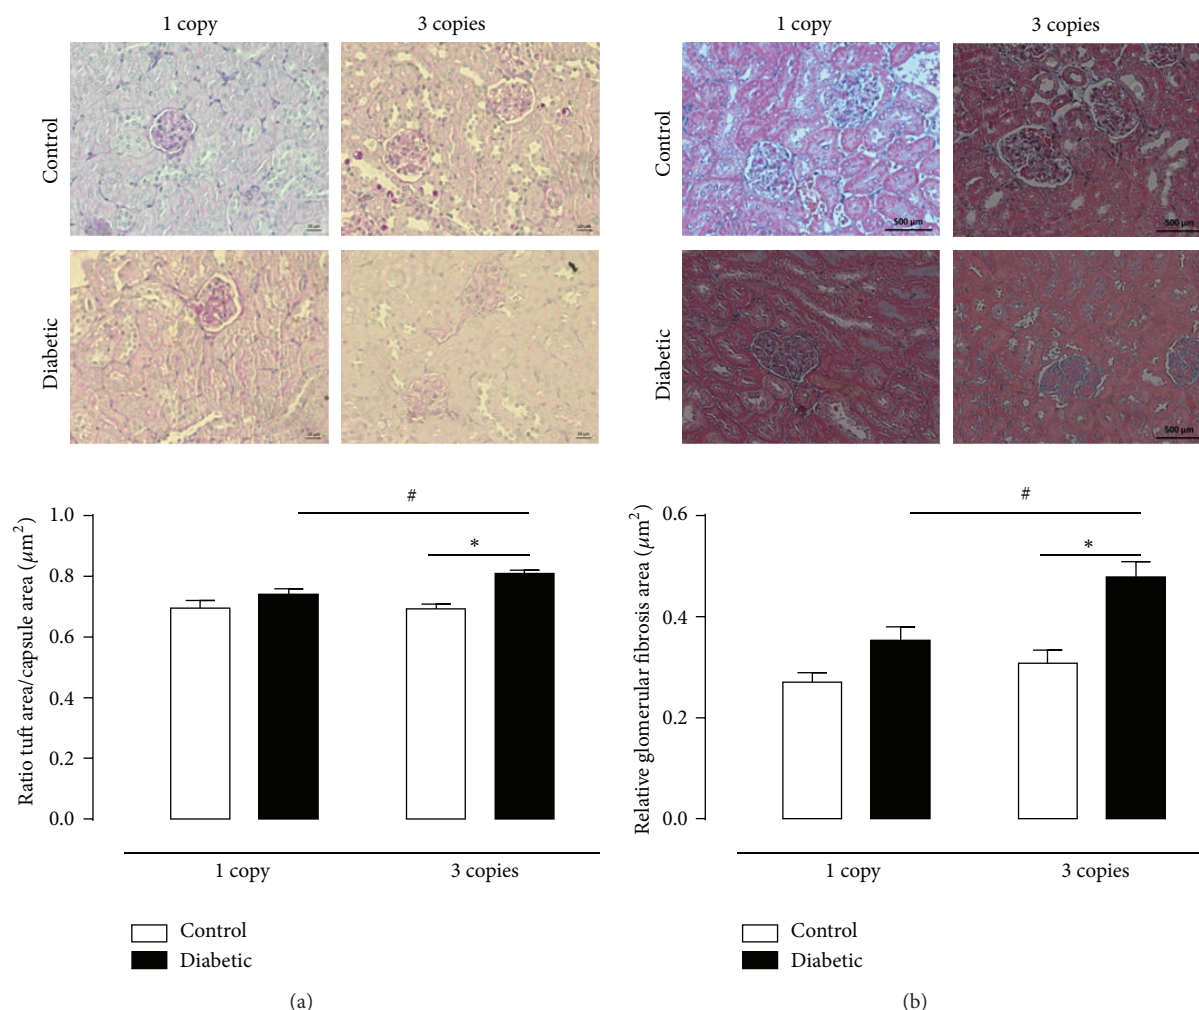 1 copy
3 copies
Control
Diabetic
Ratio tuft area/capsule area (μm²)
1.0
0.8
0.6
0.4
0.2
0.0
#
*
1 copy
3 copies
Control
Diabetic
(a)
1 copy
3 copies
Control
500 μm
500 μm
Diabetic
500 μm
Relative glomerular fibrosis area (μm²)
0.6
0.4
0.2
0.0
#
*
1 copy
3 copies
Control
Diabetic
(b)